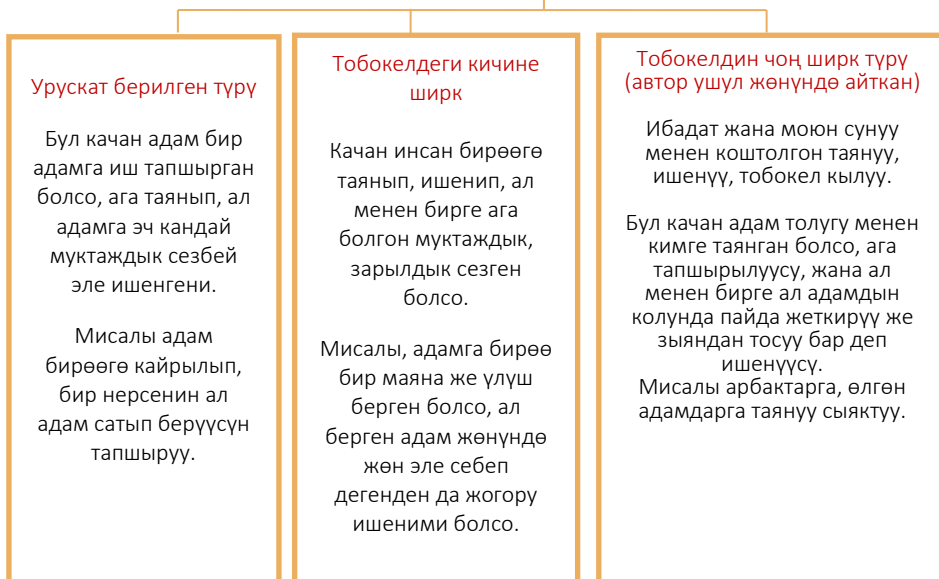 Урускат берилген түрү
Бул качан адам бир
адамга иш тапшырган
болсо, ага таянып, ал
адамга эч кандай
муктаждык сезбей
эле ишенгени.
Мисалы адам
бирөөгө кайрылып,
бир нерсенин ал
адам сатып берүүсүн
тапшыруу.
Тобокелдеги кичине
ширк
Качан инсан бирөөгө
таянып, ишенип, ал
менен бирге ага
болгон муктаждык,
зарылдык сезген
болсо.
Мисалы, адамга бирөө
бир маяна же үлүш
берген болсо, ал
берген адам жөнүндө
жөн эле себеп
дегенден да жогору
ишеними болсо.
Тобокелдин чоң ширк түрү
(автор ушул жөнүндө айткан)
Ибадат жана моюн сунуу
менен коштолгон таянуу,
ишенүү, тобокел кылуу.
Бул качан адам толугу менен
кимге таянган болсо, ага
тапшырылуусу, жана ал
менен бирге ал адамдын
колунда пайда жеткирүү же
зыяндан тосуу бар деп
ишенүүсү.
Мисалы арбактарга, өлгөн
адамдарга таянуу сыяктуу.